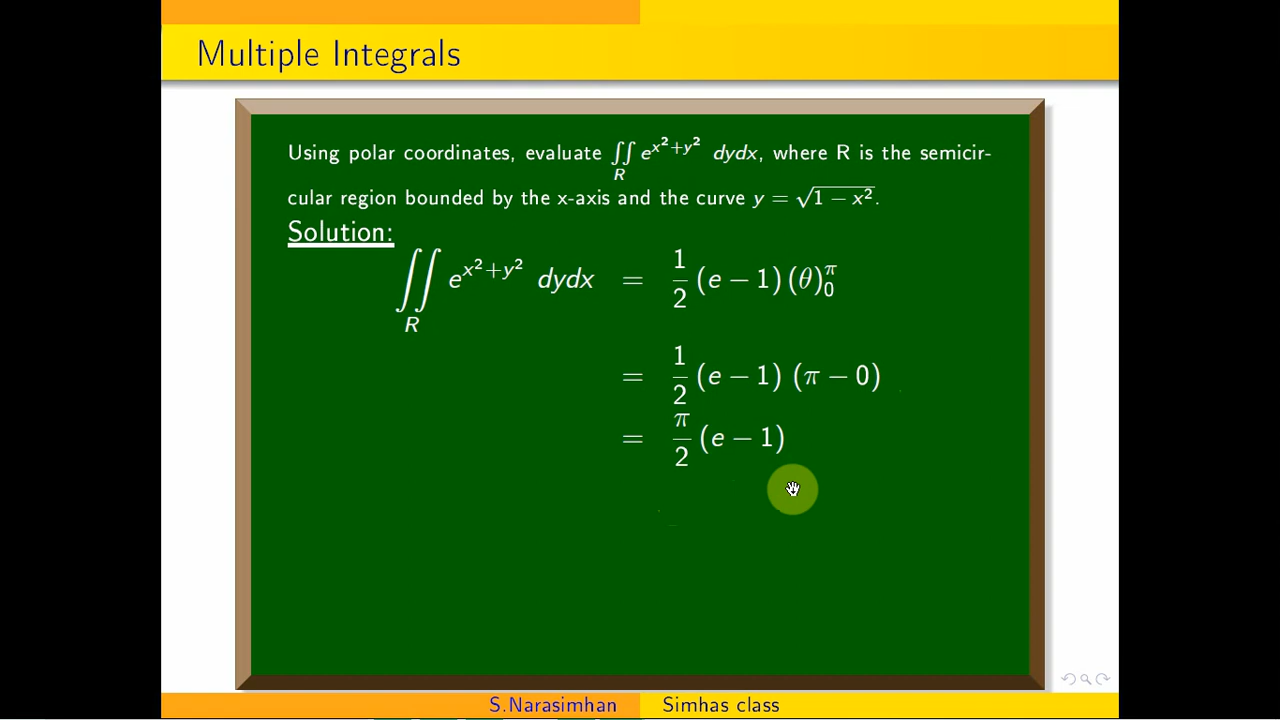 Multiple Integrals
Using polar coordinates, evaluate ∬_R e^{x²+y²} dydx, where R is the semicir-
cular region bounded by the x-axis and the curve y = √(1 − x²).
Solution:
∬_R e^{x²+y²} dydx = 1/2 (e − 1) (θ)_0^π
= 1/2 (e − 1) (π − 0)
= π/2 (e − 1)
S.Narasimhan Simhas class